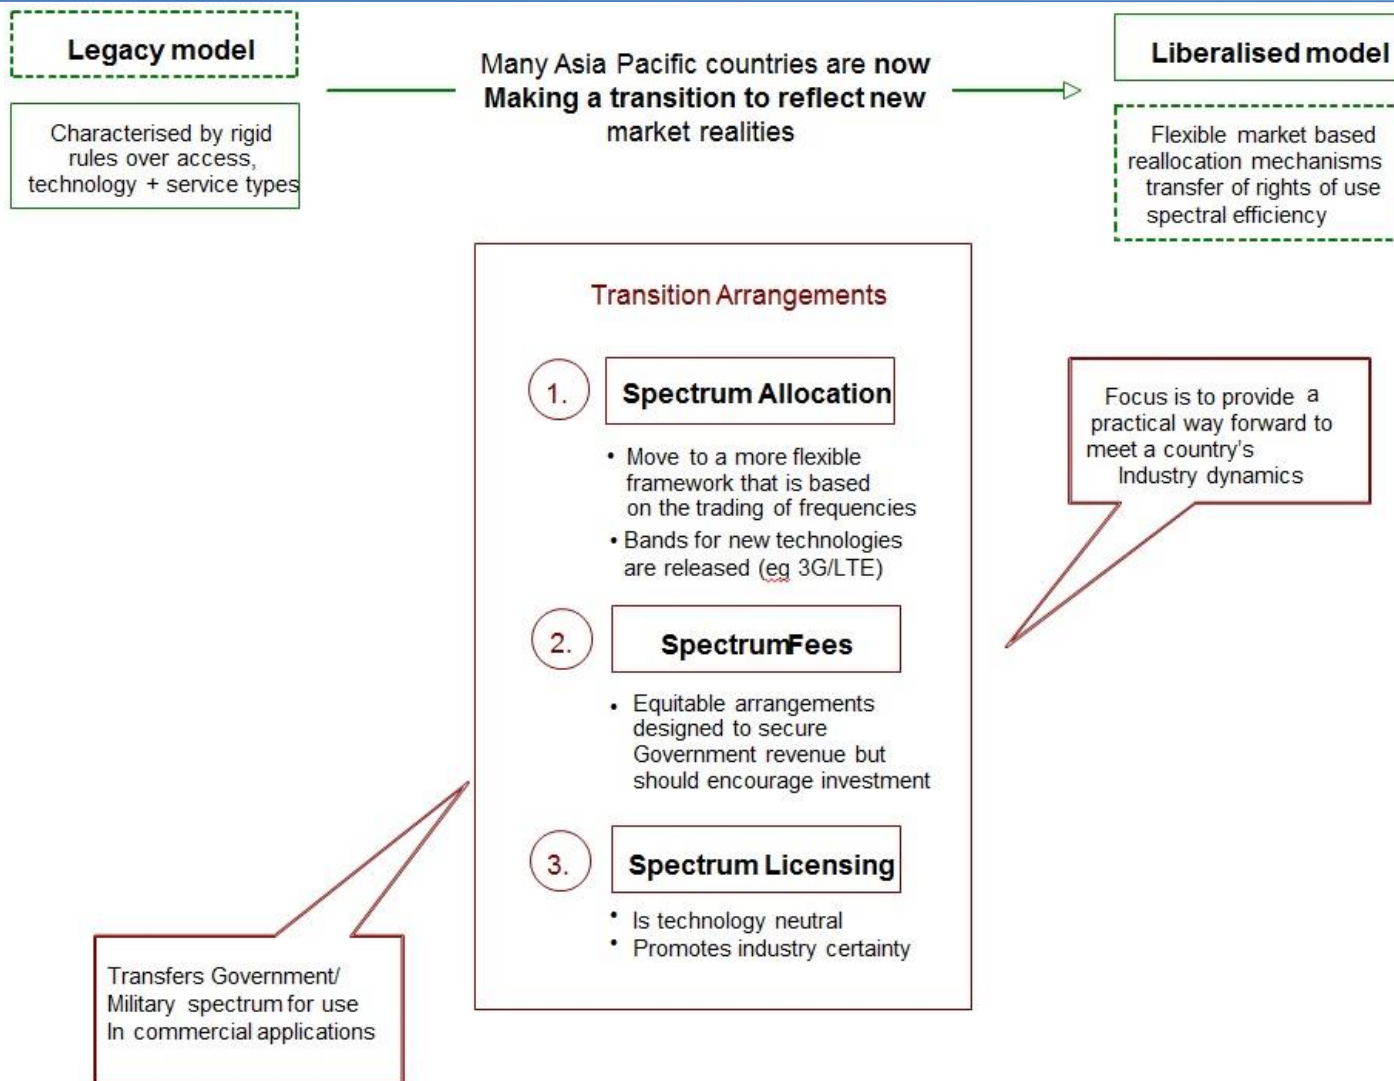 Legacy model
Characterised by rigid
rules over access,
technology + service types
Many Asia Pacific countries are now
Making a transition to reflect new
market realities
Liberalised model
Flexible market based
reallocation mechanisms
transfer of rights of use
spectral efficiency
Transition Arrangements
1.
Spectrum Allocation
• Move to a more flexible
framework that is based
on the trading of frequencies
• Bands for new technologies
are released (eg 3G/LTE)
2.
Spectrum Fees
• Equitable arrangements
designed to secure
Government revenue but
should encourage investment
3.
Spectrum Licensing
• Is technology neutral
• Promotes industry certainty
Focus is to provide a
practical way forward to
meet a country's
Industry dynamics
Transfers Government/
Military spectrum for use
In commercial applications